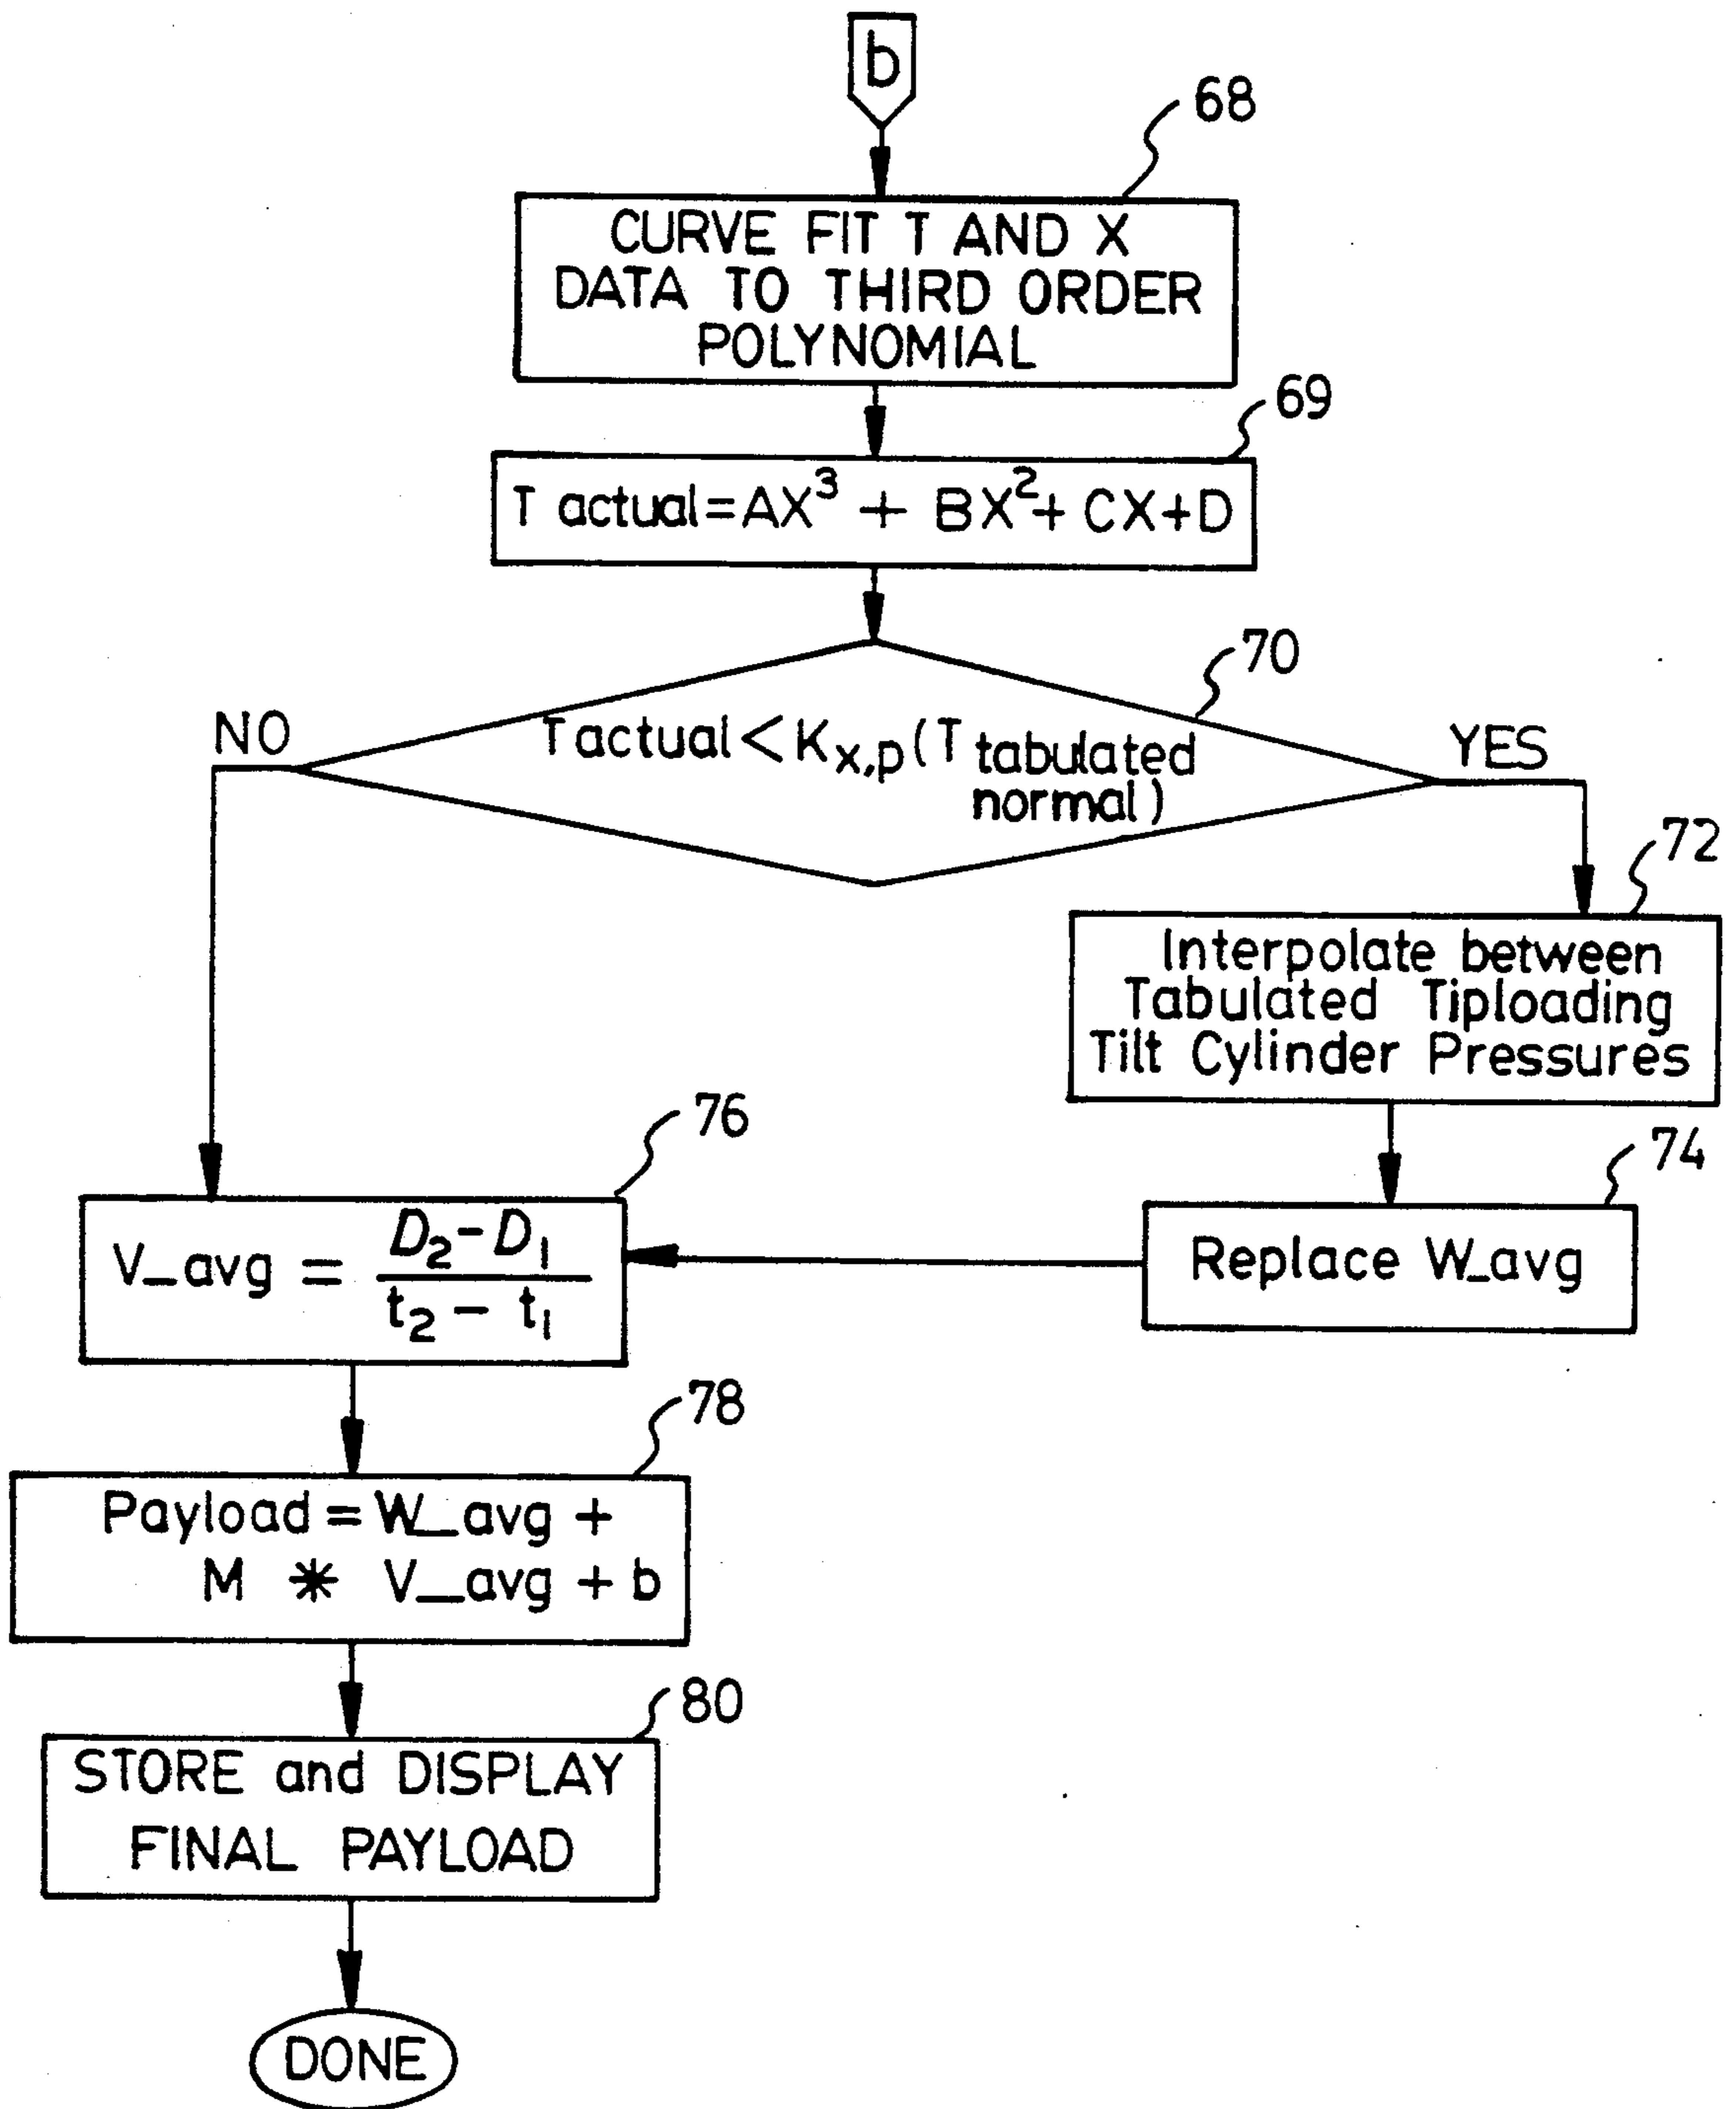 b
68
CURVE FIT T AND X
DATA TO THIRD ORDER
POLYNOMIAL
69
T actual=AX³ + BX²+ CX+D
70
NO
Tactual<K x,p (T tabulated
normal)
YES
72
Interpolate between
Tabulated Tiploading
Tilt Cylinder Pressures
76
74
V_avg = D₂-D₁
t₂ - t₁
Replace W_avg
78
Payload=W_avg +
M * V_avg + b
80
STORE and DISPLAY
FINAL PAYLOAD
DONE